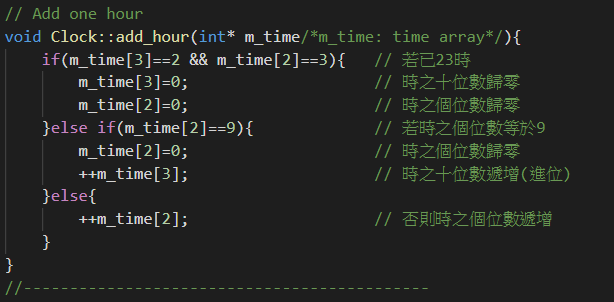 // Add one hour
void Clock::add_hour(int* m_time/*m_time: time array*/){
    if(m_time[3]==2 && m_time[2]==3){   // 若已23時
        m_time[3]=0;                    // 時之十位數歸零
        m_time[2]=0;                    // 時之個位數歸零
    }else if(m_time[2]==9){             // 若時之個位數等於9
        m_time[2]=0;                    // 時之個位數歸零
        ++m_time[3];                    // 時之十位數遞增(進位)
    }else{
        ++m_time[2];                    // 否則時之個位數遞增
    }
}
//--------------------------------------------